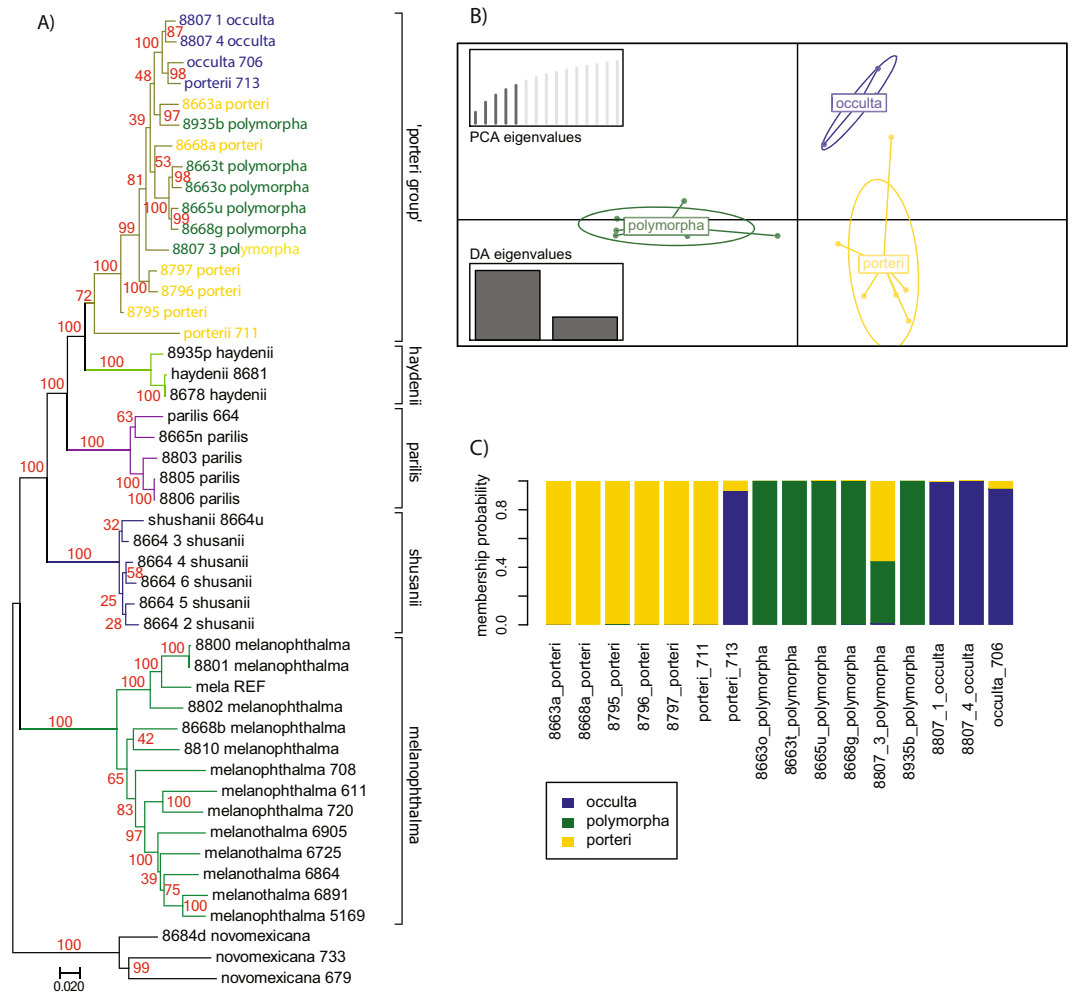 A)
8807 1 occulta
87
8807 4 occulta
100
occulta 706
98
porterii 713
48
8663a porteri
97
8935b polymorpha
39
8668a porteri
53
8663t polymorpha
98
8663o polymorpha
81
8665u polymorpha
100
99
8668g polymorpha
99
8807 3 polymorpha
8797 porteri
100
100
8796 porteri
8795 porteri
72
porterii 711
100
'porteri group'
8935p haydenii
100
haydenii 8681
100
8678 haydenii
haydenii
100
parilis 664
63
8665n parilis
100
8803 parilis
8805 parilis
100
100
8806 parilis
parilis
100
shushanii 8664u
32
8664 3 shusanii
100
8664 4 shusanii
58
8664 6 shusanii
25
8664 5 shusanii
28
8664 2 shusanii
shusanii
8800 melanophthalma
100
8801 melanophthalma
100
mela REF
100
8802 melanophthalma
100
8668b melanophthalma
42
8810 melanophthalma
65
melanophthalma 708
melanophthalma 611
100
83
melanophthalma 720
97
melanothalma 6905
100
melanothalma 6725
39
melanothalma 6864
75
melanothalma 6891
100
melanophthalma 5169
melanophthalma
8684d novomexicana
100
novomexicana 733
99
novomexicana 679
0.020
B)
PCA eigenvalues
occulta
polymorpha
porteri
DA eigenvalues
C)
membership probability
0.8
0.4
0.0
8663a_porteri
8668a_porteri
8795_porteri
8796_porteri
8797_porteri
porteri_711
porteri_713
8663o_polymorpha
8663t_polymorpha
8665u_polymorpha
8668g_polymorpha
8807_3_polymorpha
8935b_polymorpha
8807_1_occulta
8807_4_occulta
occulta_706
occulta
polymorpha
porteri